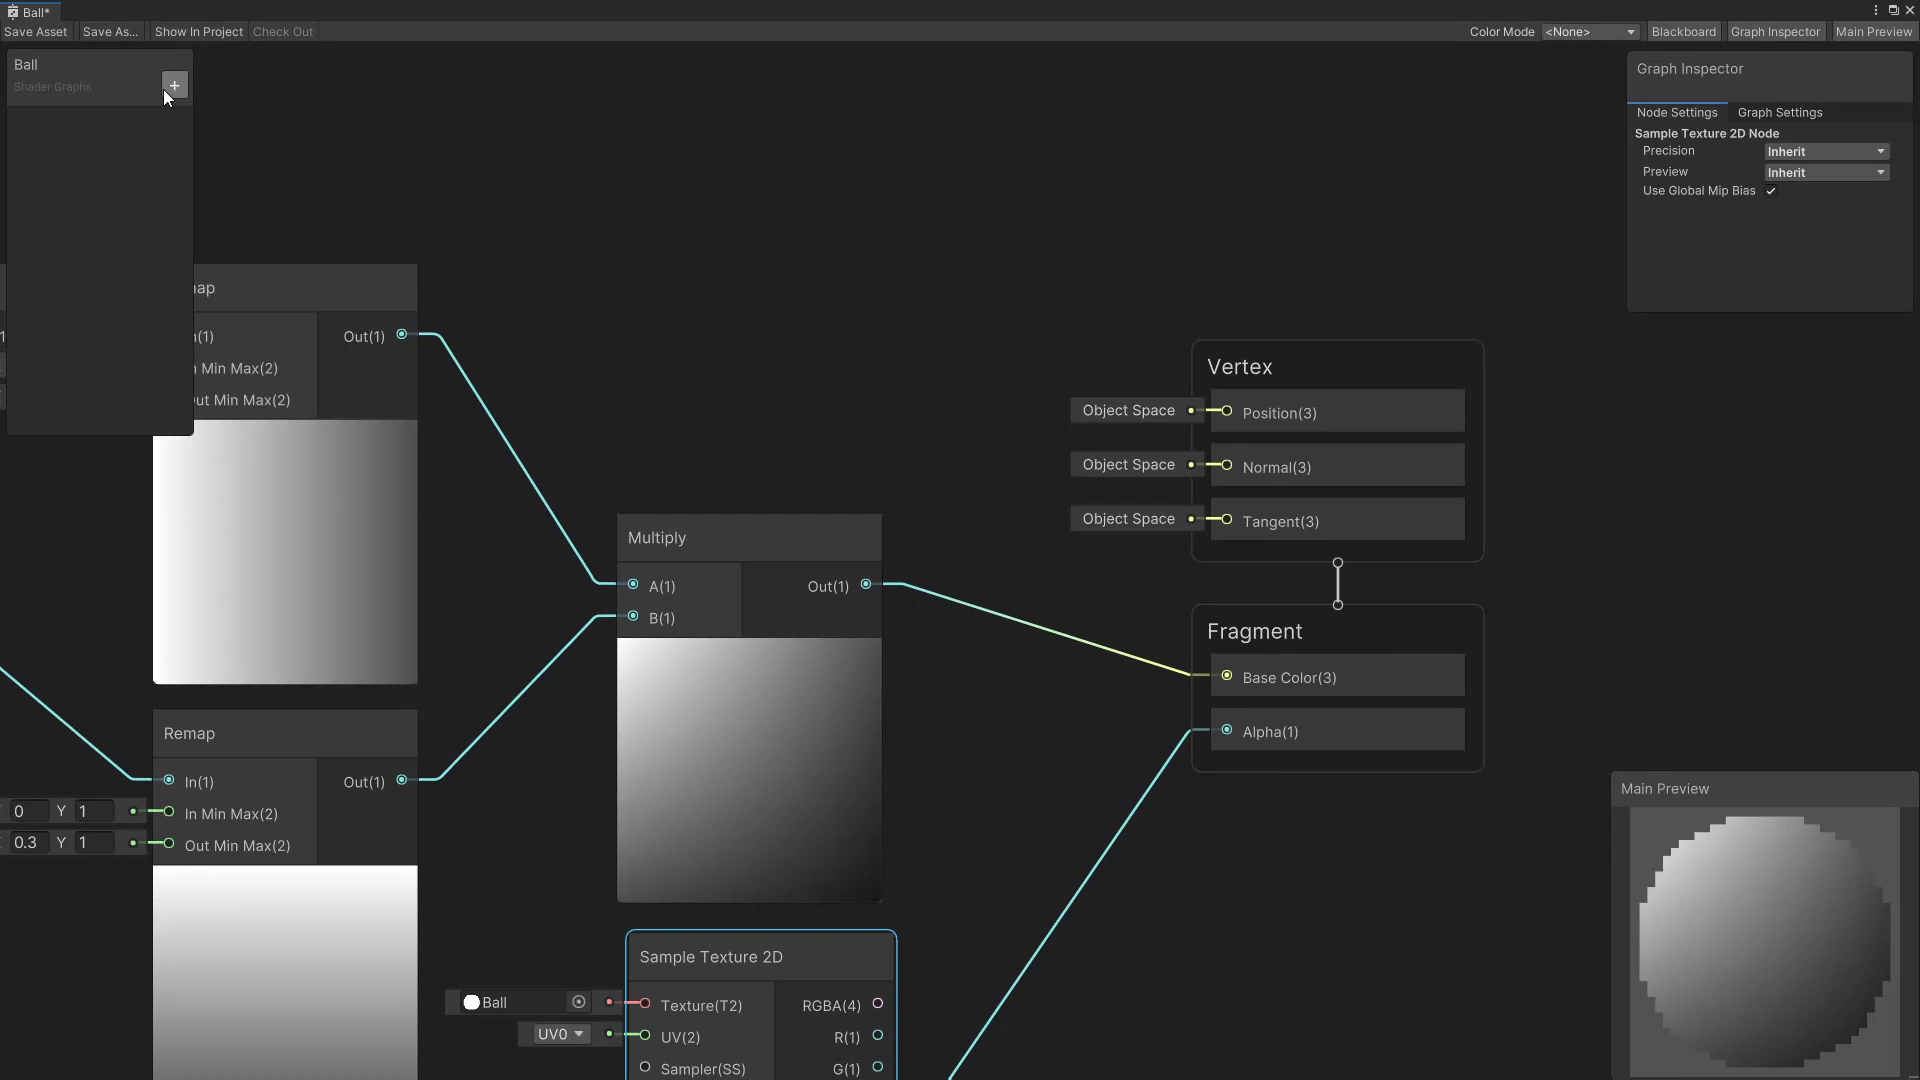 Ball*
Save Asset
Save As...
Show In Project
Check Out
Color Mode
<None>
Blackboard
Graph Inspector
Main Preview
Ball
Shader Graphs
+
Graph Inspector
Node Settings
Graph Settings
Sample Texture 2D Node
Precision
Inherit
Preview
Inherit
Use Global Mip Bias
Out(1)
Min Max(2)
ut Min Max(2)
Vertex
Object Space
Position(3)
Object Space
Normal(3)
Object Space
Tangent(3)
Multiply
A(1)
Out(1)
B(1)
Fragment
Base Color(3)
Alpha(1)
Remap
In(1)
Out(1)
0 Y 1
In Min Max(2)
0.3 Y 1
Out Min Max(2)
Main Preview
Sample Texture 2D
Ball
Texture(T2)
RGBA(4)
UV0
UV(2)
R(1)
Sampler(SS)
G(1)